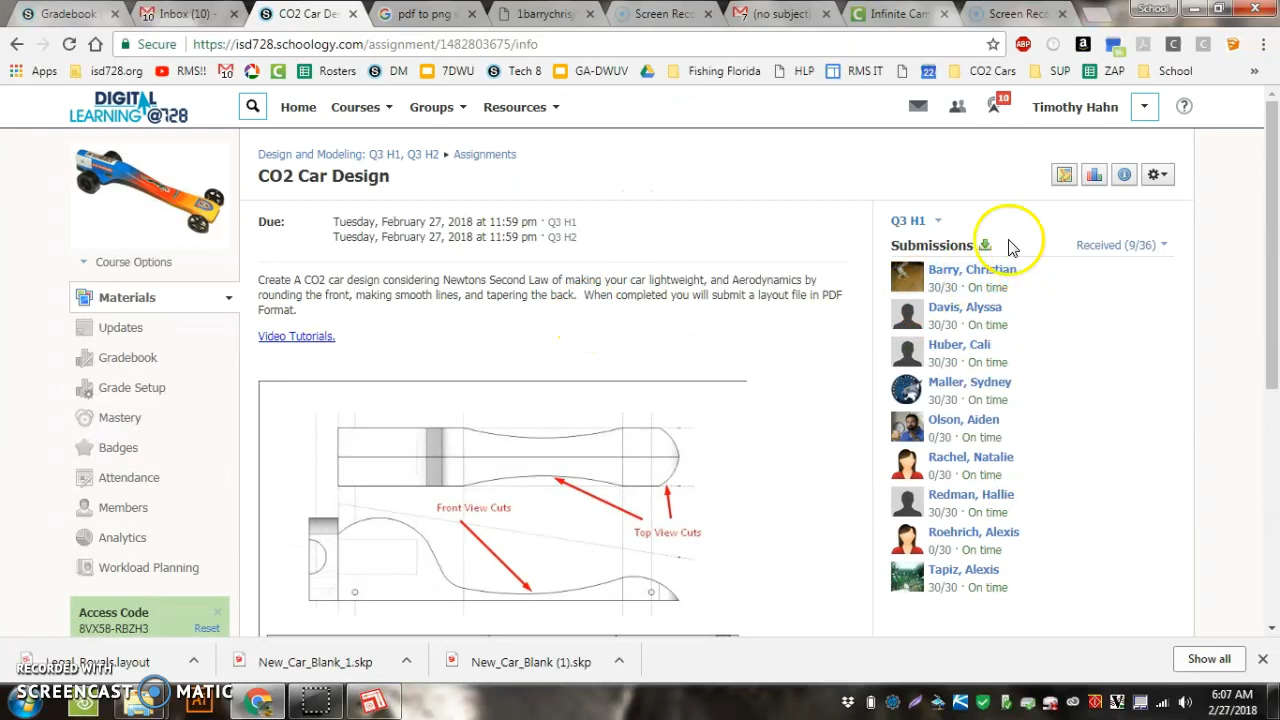 Gradebook
Inbox (10) -
CO2 Car Des
pdf to png
1barrychris
Screen Rec
(no subject)
Infinite Cam
Screen Rec
School
Secure
https://isd728.schoology.com/assignment/1482803675/info
Apps
isd728.org
RMS!!
Rosters
DM
7DWU
Tech 8
GA-DWUV
Fishing Florida
HLP
RMS IT
CO2 Cars
SUP
ZAP
School
»
DIGITAL
LEARNING @728
Home
Courses
Groups
Resources
10
Timothy Hahn
Design and Modeling: Q3 H1, Q3 H2 ▸ Assignments
CO2 Car Design
Due:
Tuesday, February 27, 2018 at 11:59 pm · Q3 H1
Tuesday, February 27, 2018 at 11:59 pm · Q3 H2
Create A CO2 car design considering Newtons Second Law of making your car lightweight, and Aerodynamics by
rounding the front, making smooth lines, and tapering the back. When completed you will submit a layout file in PDF
Format.
Video Tutorials.
Front View Cuts
Top View Cuts
Course Options
Materials
Updates
Gradebook
Grade Setup
Mastery
Badges
Attendance
Members
Analytics
Workload Planning
Access Code
8VX58-RBZH3
Reset
Q3 H1
Submissions
Received (9/36)
Barry, Christian
30/30 · On time
Davis, Alyssa
30/30 · On time
Huber, Cali
30/30 · On time
Maller, Sydney
30/30 · On time
Olson, Aiden
0/30 · On time
Rachel, Natalie
0/30 · On time
Redman, Hallie
30/30 · On time
Roehrich, Alexis
0/30 · On time
Tapiz, Alexis
30/30 · On time
Local_Royals.layout
New_Car_Blank_1.skp
New_Car_Blank (1).skp
Show all
RECORDED WITH
SCREENCAST MATIC
6:07 AM
2/27/2018